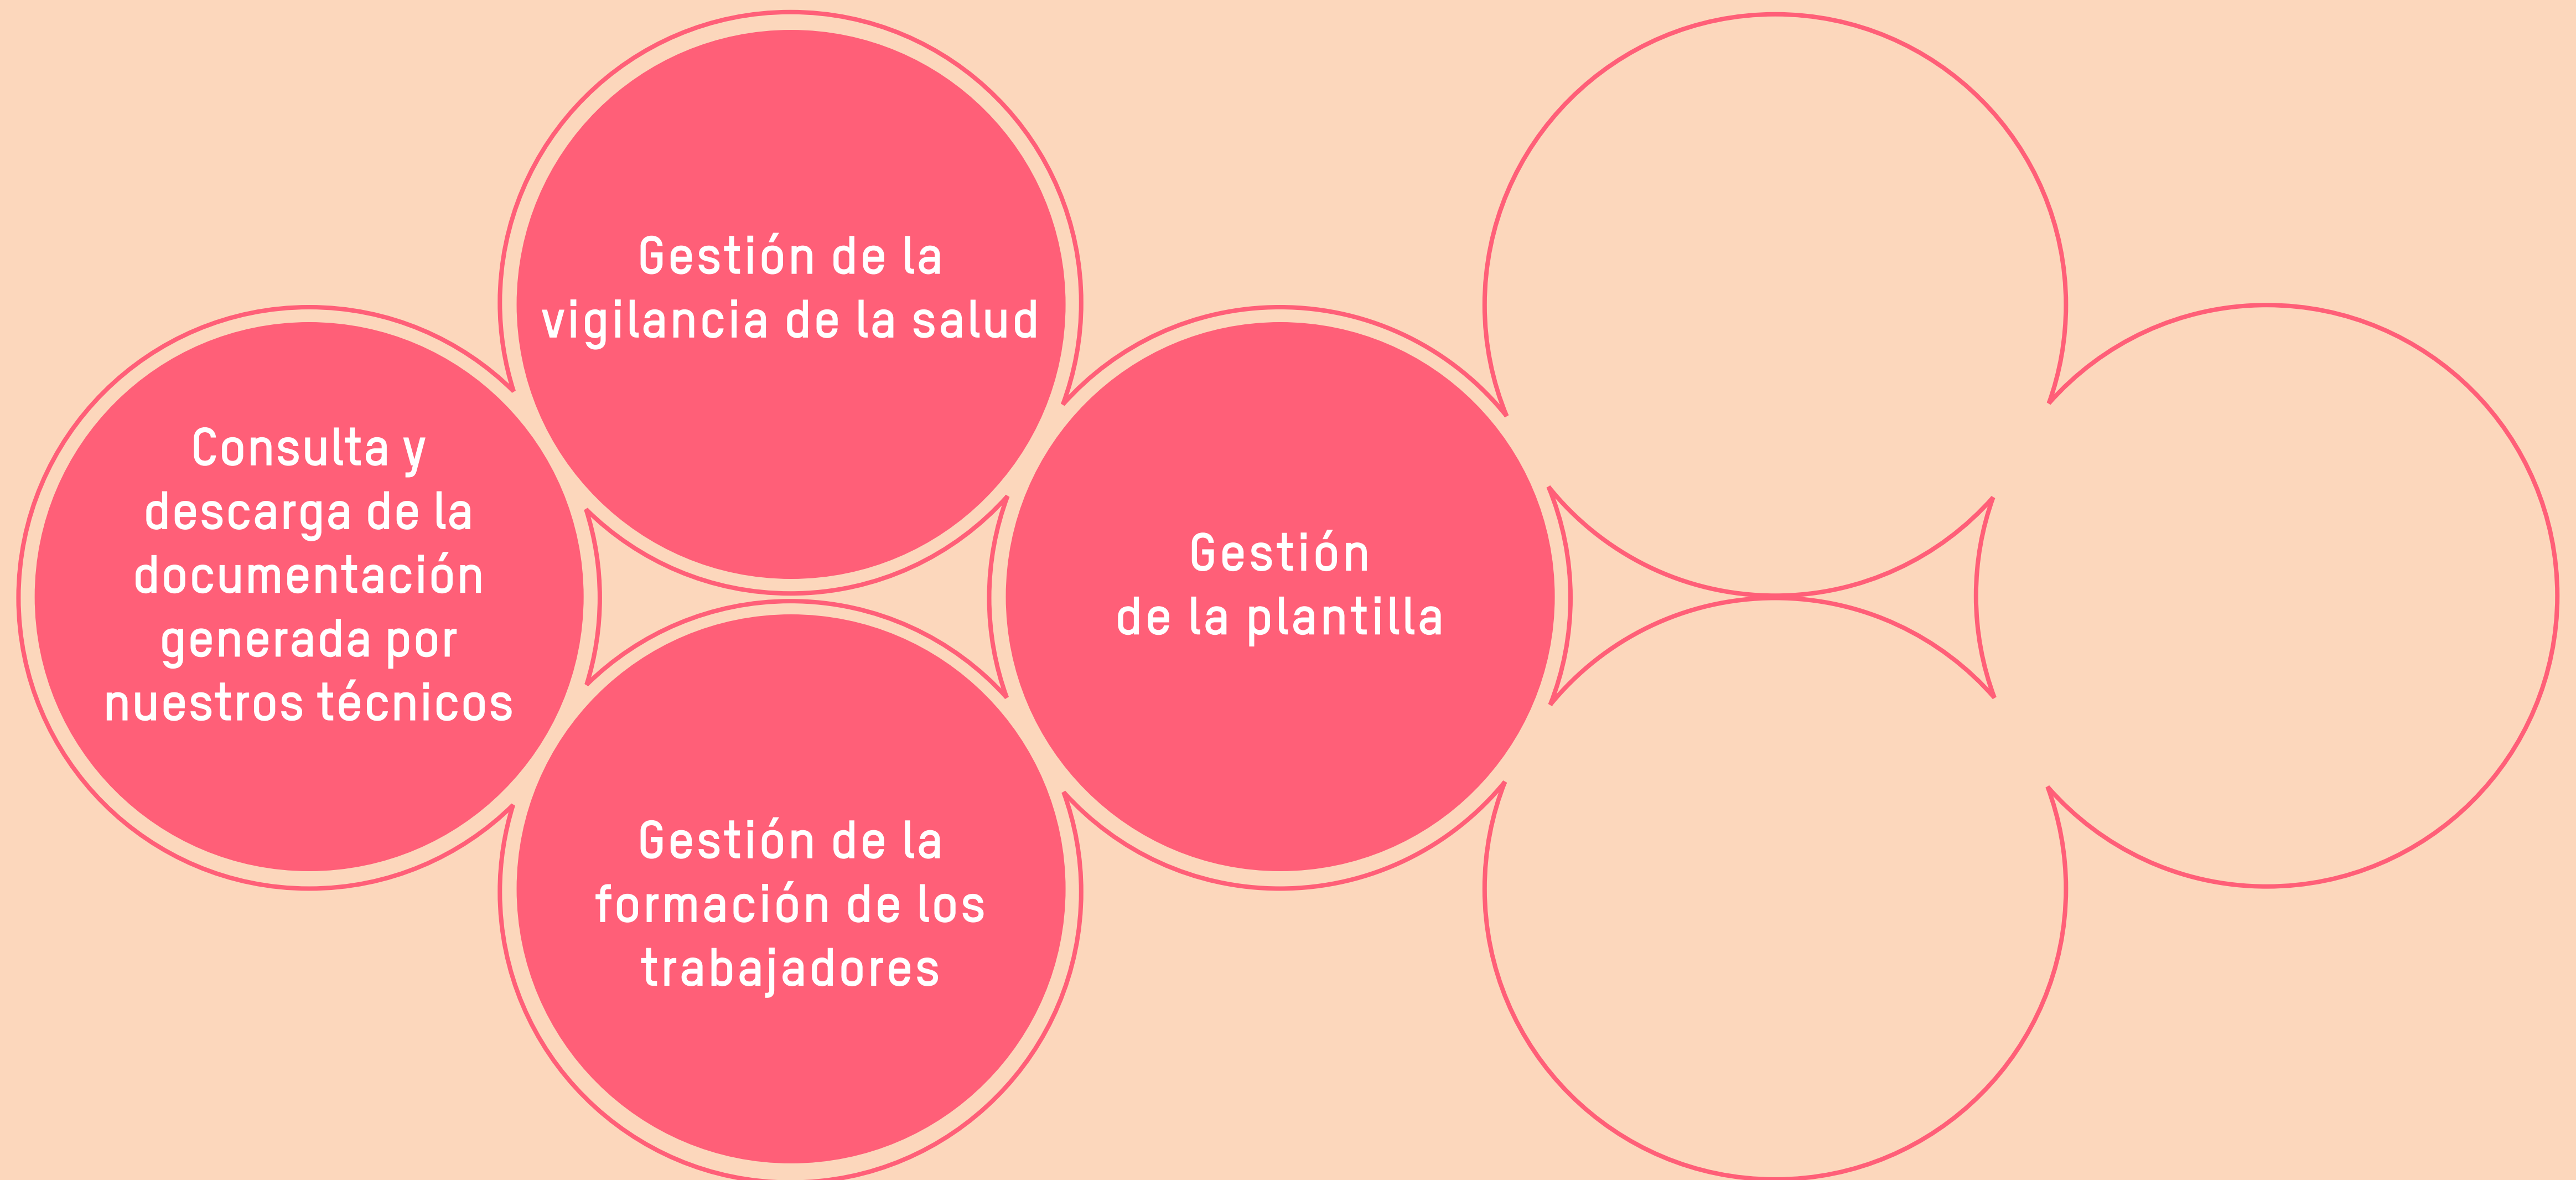 Consulta y
descarga de la
documentación
generada por
nuestros técnicos
Gestión de la
vigilancia de la salud
Gestión de la
formación de los
trabajadores
Gestión
de la plantilla